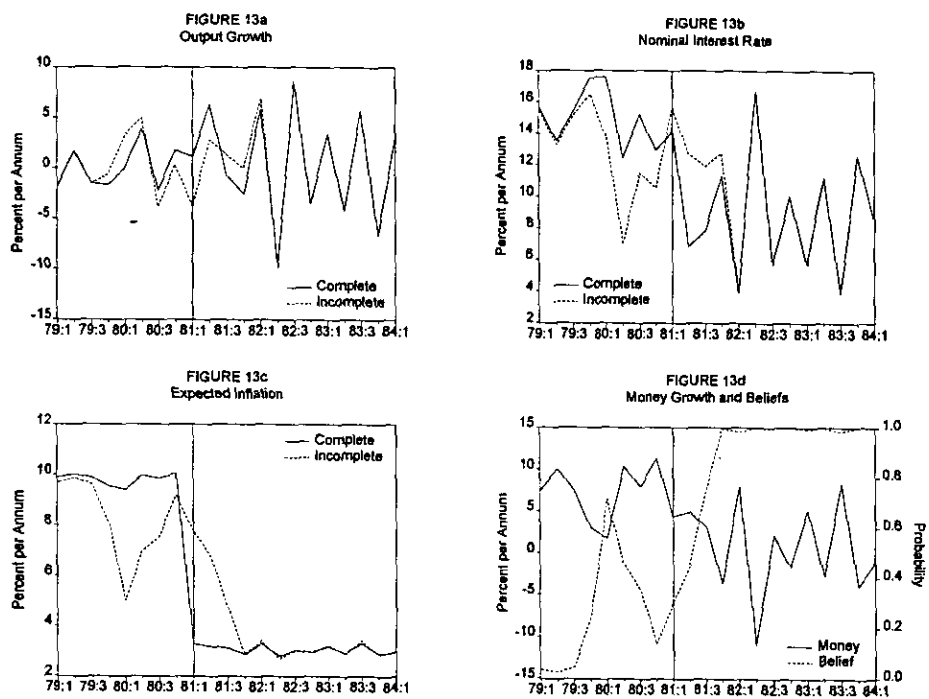 FIGURE 13a
Output Growth
10
5
0
-5
-10
-15
Percent per Annum
Complete
Incomplete
79:1 79:3 80:1 80:3 81:1 81:3 82:1 82:3 83:1 83:3 84:1
FIGURE 13b
Nominal Interest Rate
18
16
14
12
10
8
6
4
2
Percent per Annum
Complete
Incomplete
79:1 79:3 80:1 80:3 81:1 81:3 82:1 82:3 83:1 83:3 84:1
FIGURE 13c
Expected Inflation
12
10
8
6
4
2
Percent per Annum
Complete
Incomplete
79:1 79:3 80:1 80:3 81:1 81:3 82:1 82:3 83:1 83:3 84:1
FIGURE 13d
Money Growth and Beliefs
15
10
5
0
-5
-10
-15
Percent per Annum
1.0
0.8
0.6
0.4
0.2
0.0
Probability
Money
Belief
79:1 79:3 80:1 80:3 81:1 81:3 82:1 82:3 83:1 83:3 84:1